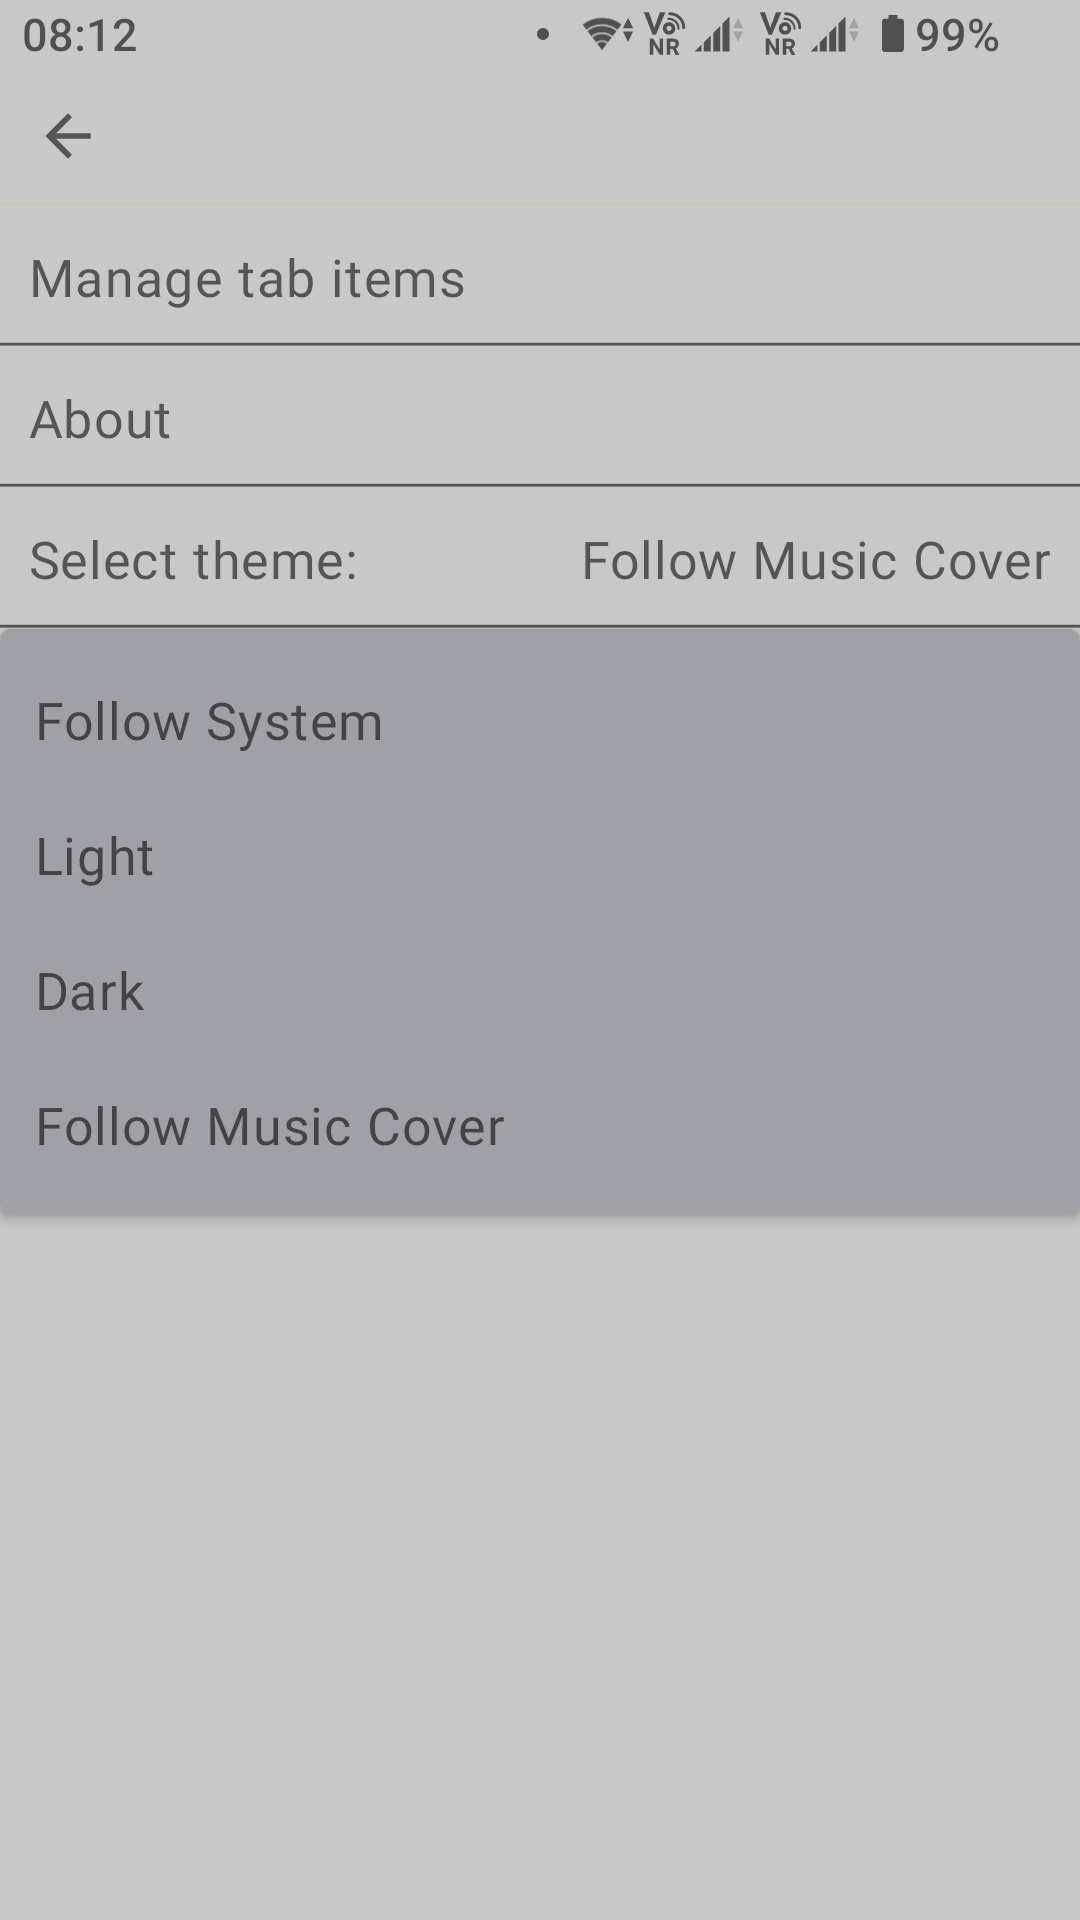 08:12 Vo NR Vo NR 99%
Manage tab items
About
Select theme: Follow Music Cover
Follow System
Light
Dark
Follow Music Cover